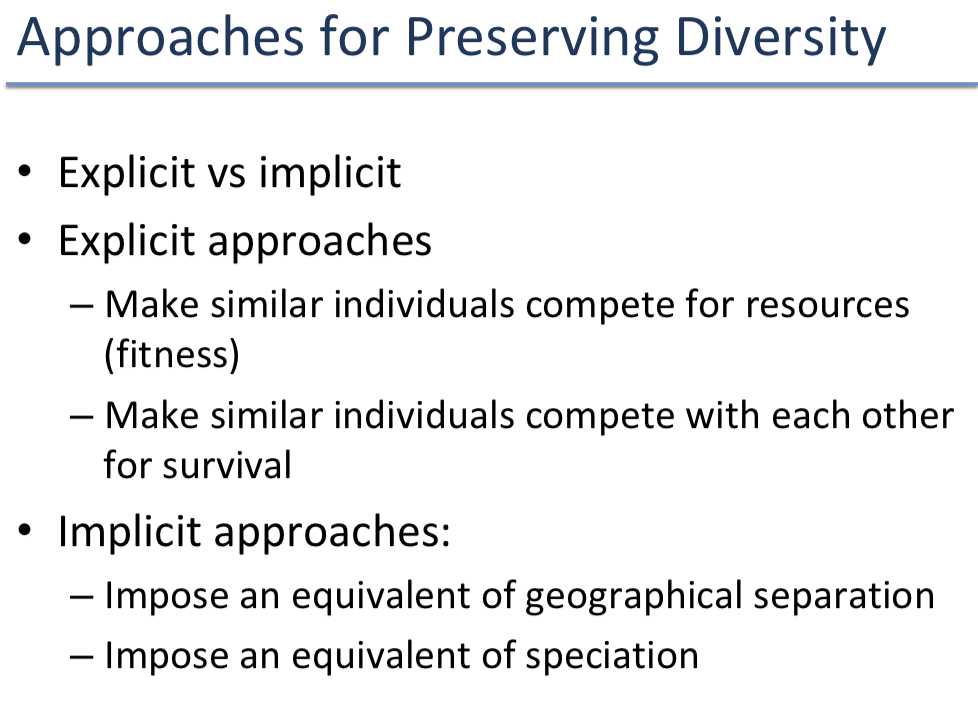 Approaches for Preserving Diversity
• Explicit vs implicit
• Explicit approaches
– Make similar individuals compete for resources
(fitness)
– Make similar individuals compete with each other
for survival
• Implicit approaches:
– Impose an equivalent of geographical separation
– Impose an equivalent of speciation